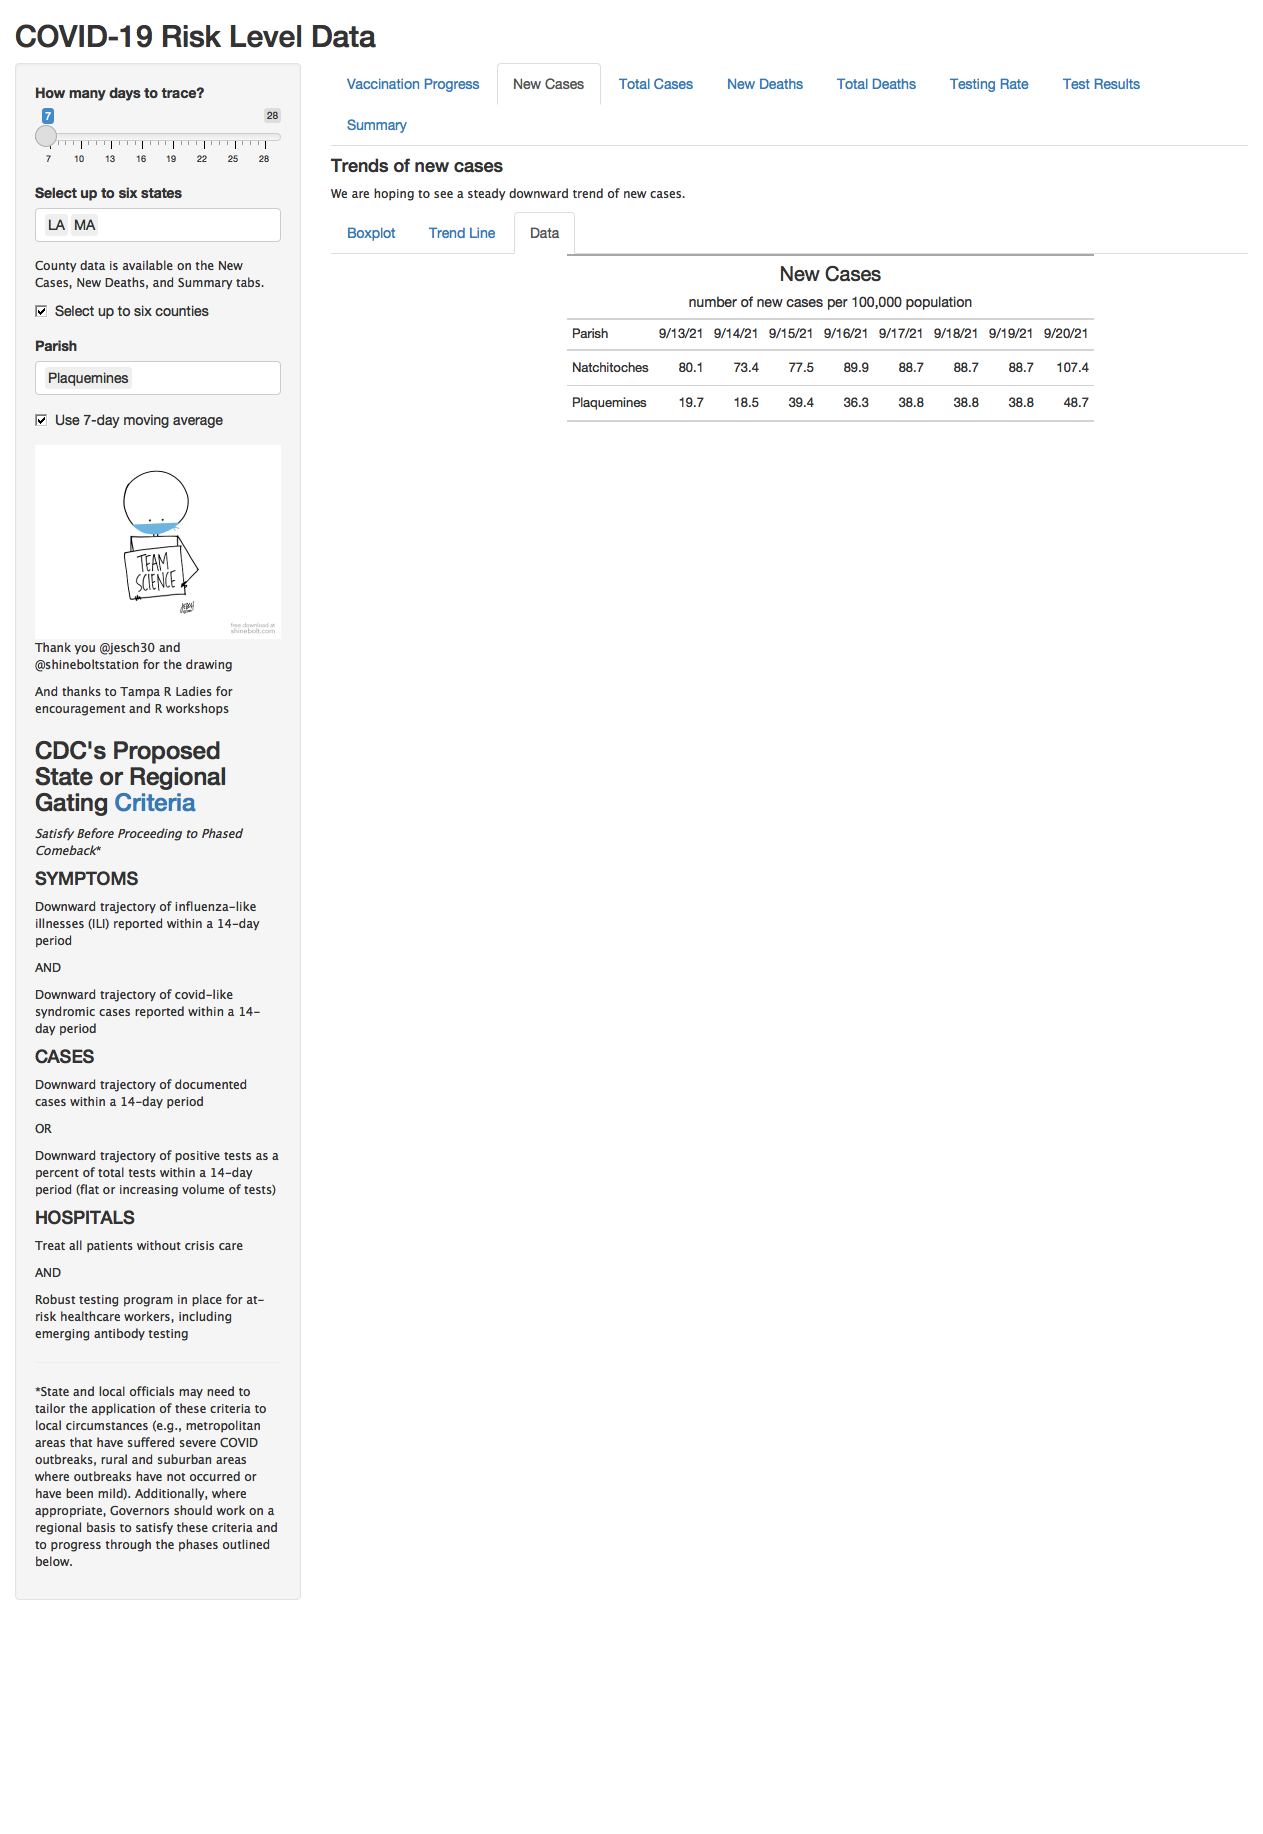 COVID-19 Risk Level Data
How many days to trace?
7 28
7 10 13 16 19 22 25 28
Select up to six states
LA MA
County data is available on the New
Cases, New Deaths, and Summary tabs.
Select up to six counties
Parish
Plaquemines
Use 7-day moving average
TEAM
SCIENCE
free download at
shinebolt.com
Thank you @jesch30 and
@shineboltstation for the drawing
And thanks to Tampa R Ladies for
encouragement and R workshops
CDC's Proposed
State or Regional
Gating Criteria
Satisfy Before Proceeding to Phased
Comeback*
SYMPTOMS
Downward trajectory of influenza-like
illnesses (ILI) reported within a 14-day
period
AND
Downward trajectory of covid-like
syndromic cases reported within a 14-
day period
CASES
Downward trajectory of documented
cases within a 14-day period
OR
Downward trajectory of positive tests as a
percent of total tests within a 14-day
period (flat or increasing volume of tests)
HOSPITALS
Treat all patients without crisis care
AND
Robust testing program in place for at-
risk healthcare workers, including
emerging antibody testing
*State and local officials may need to
tailor the application of these criteria to
local circumstances (e.g., metropolitan
areas that have suffered severe COVID
outbreaks, rural and suburban areas
where outbreaks have not occurred or
have been mild). Additionally, where
appropriate, Governors should work on a
regional basis to satisfy these criteria and
to progress through the phases outlined
below.
Vaccination Progress New Cases Total Cases New Deaths Total Deaths Testing Rate Test Results
Summary
Trends of new cases
We are hoping to see a steady downward trend of new cases.
Boxplot Trend Line Data
New Cases
number of new cases per 100,000 population
Parish 9/13/21 9/14/21 9/15/21 9/16/21 9/17/21 9/18/21 9/19/21 9/20/21
Natchitoches 80.1 73.4 77.5 89.9 88.7 88.7 88.7 107.4
Plaquemines 19.7 18.5 39.4 36.3 38.8 38.8 38.8 48.7